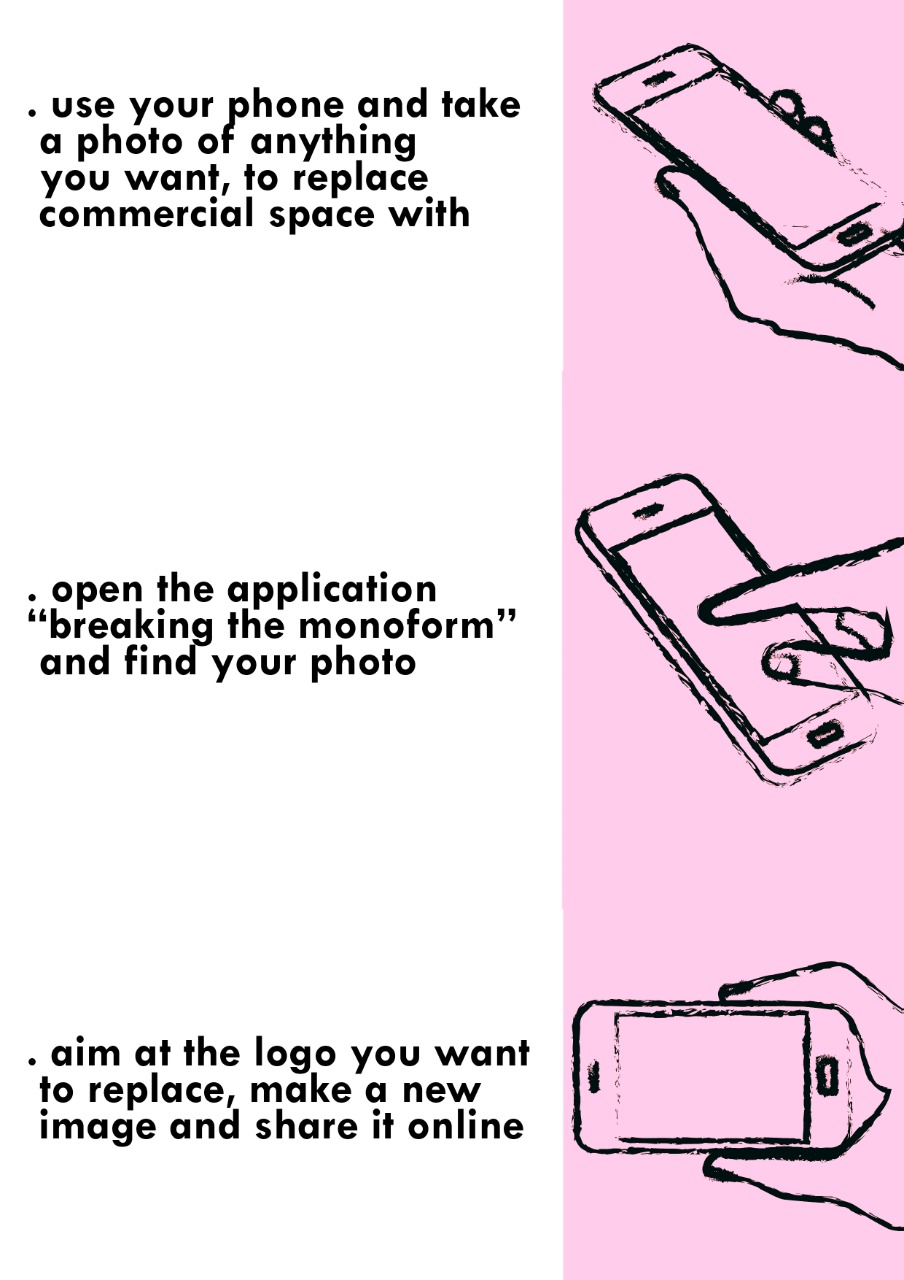 . use your phone and take
a photo of anything
you want, to replace
commercial space with
. open the application
“breaking the monoform”
and find your photo
. aim at the logo you want
to replace, make a new
image and share it online